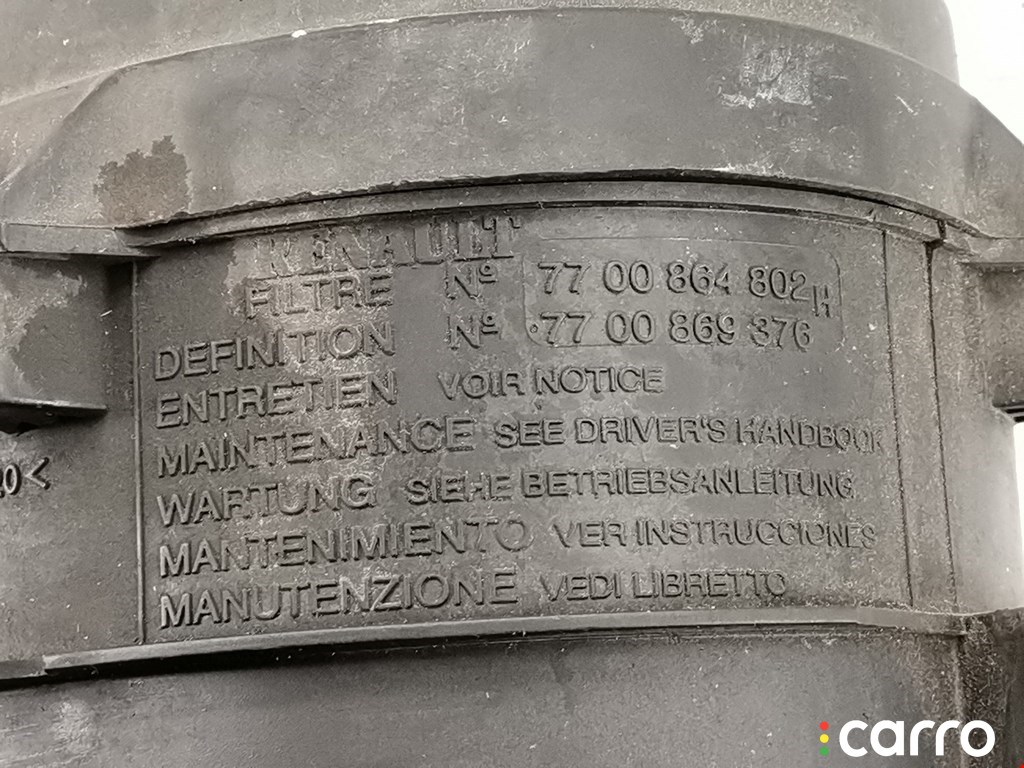 RENAULT
FILTRE Nº 77 00 864 802 H
DEFINITION Nº 77 00 869 376
ENTRETIEN VOIR NOTICE
MAINTENANCE SEE DRIVER'S HANDBOOK
WARTUNG SIEHE BETRIEBSANLEITUNG
MANTENIMIENTO VER INSTRUCCIONES
MANUTENZIONE VEDI LIBRETTO
20<
carro